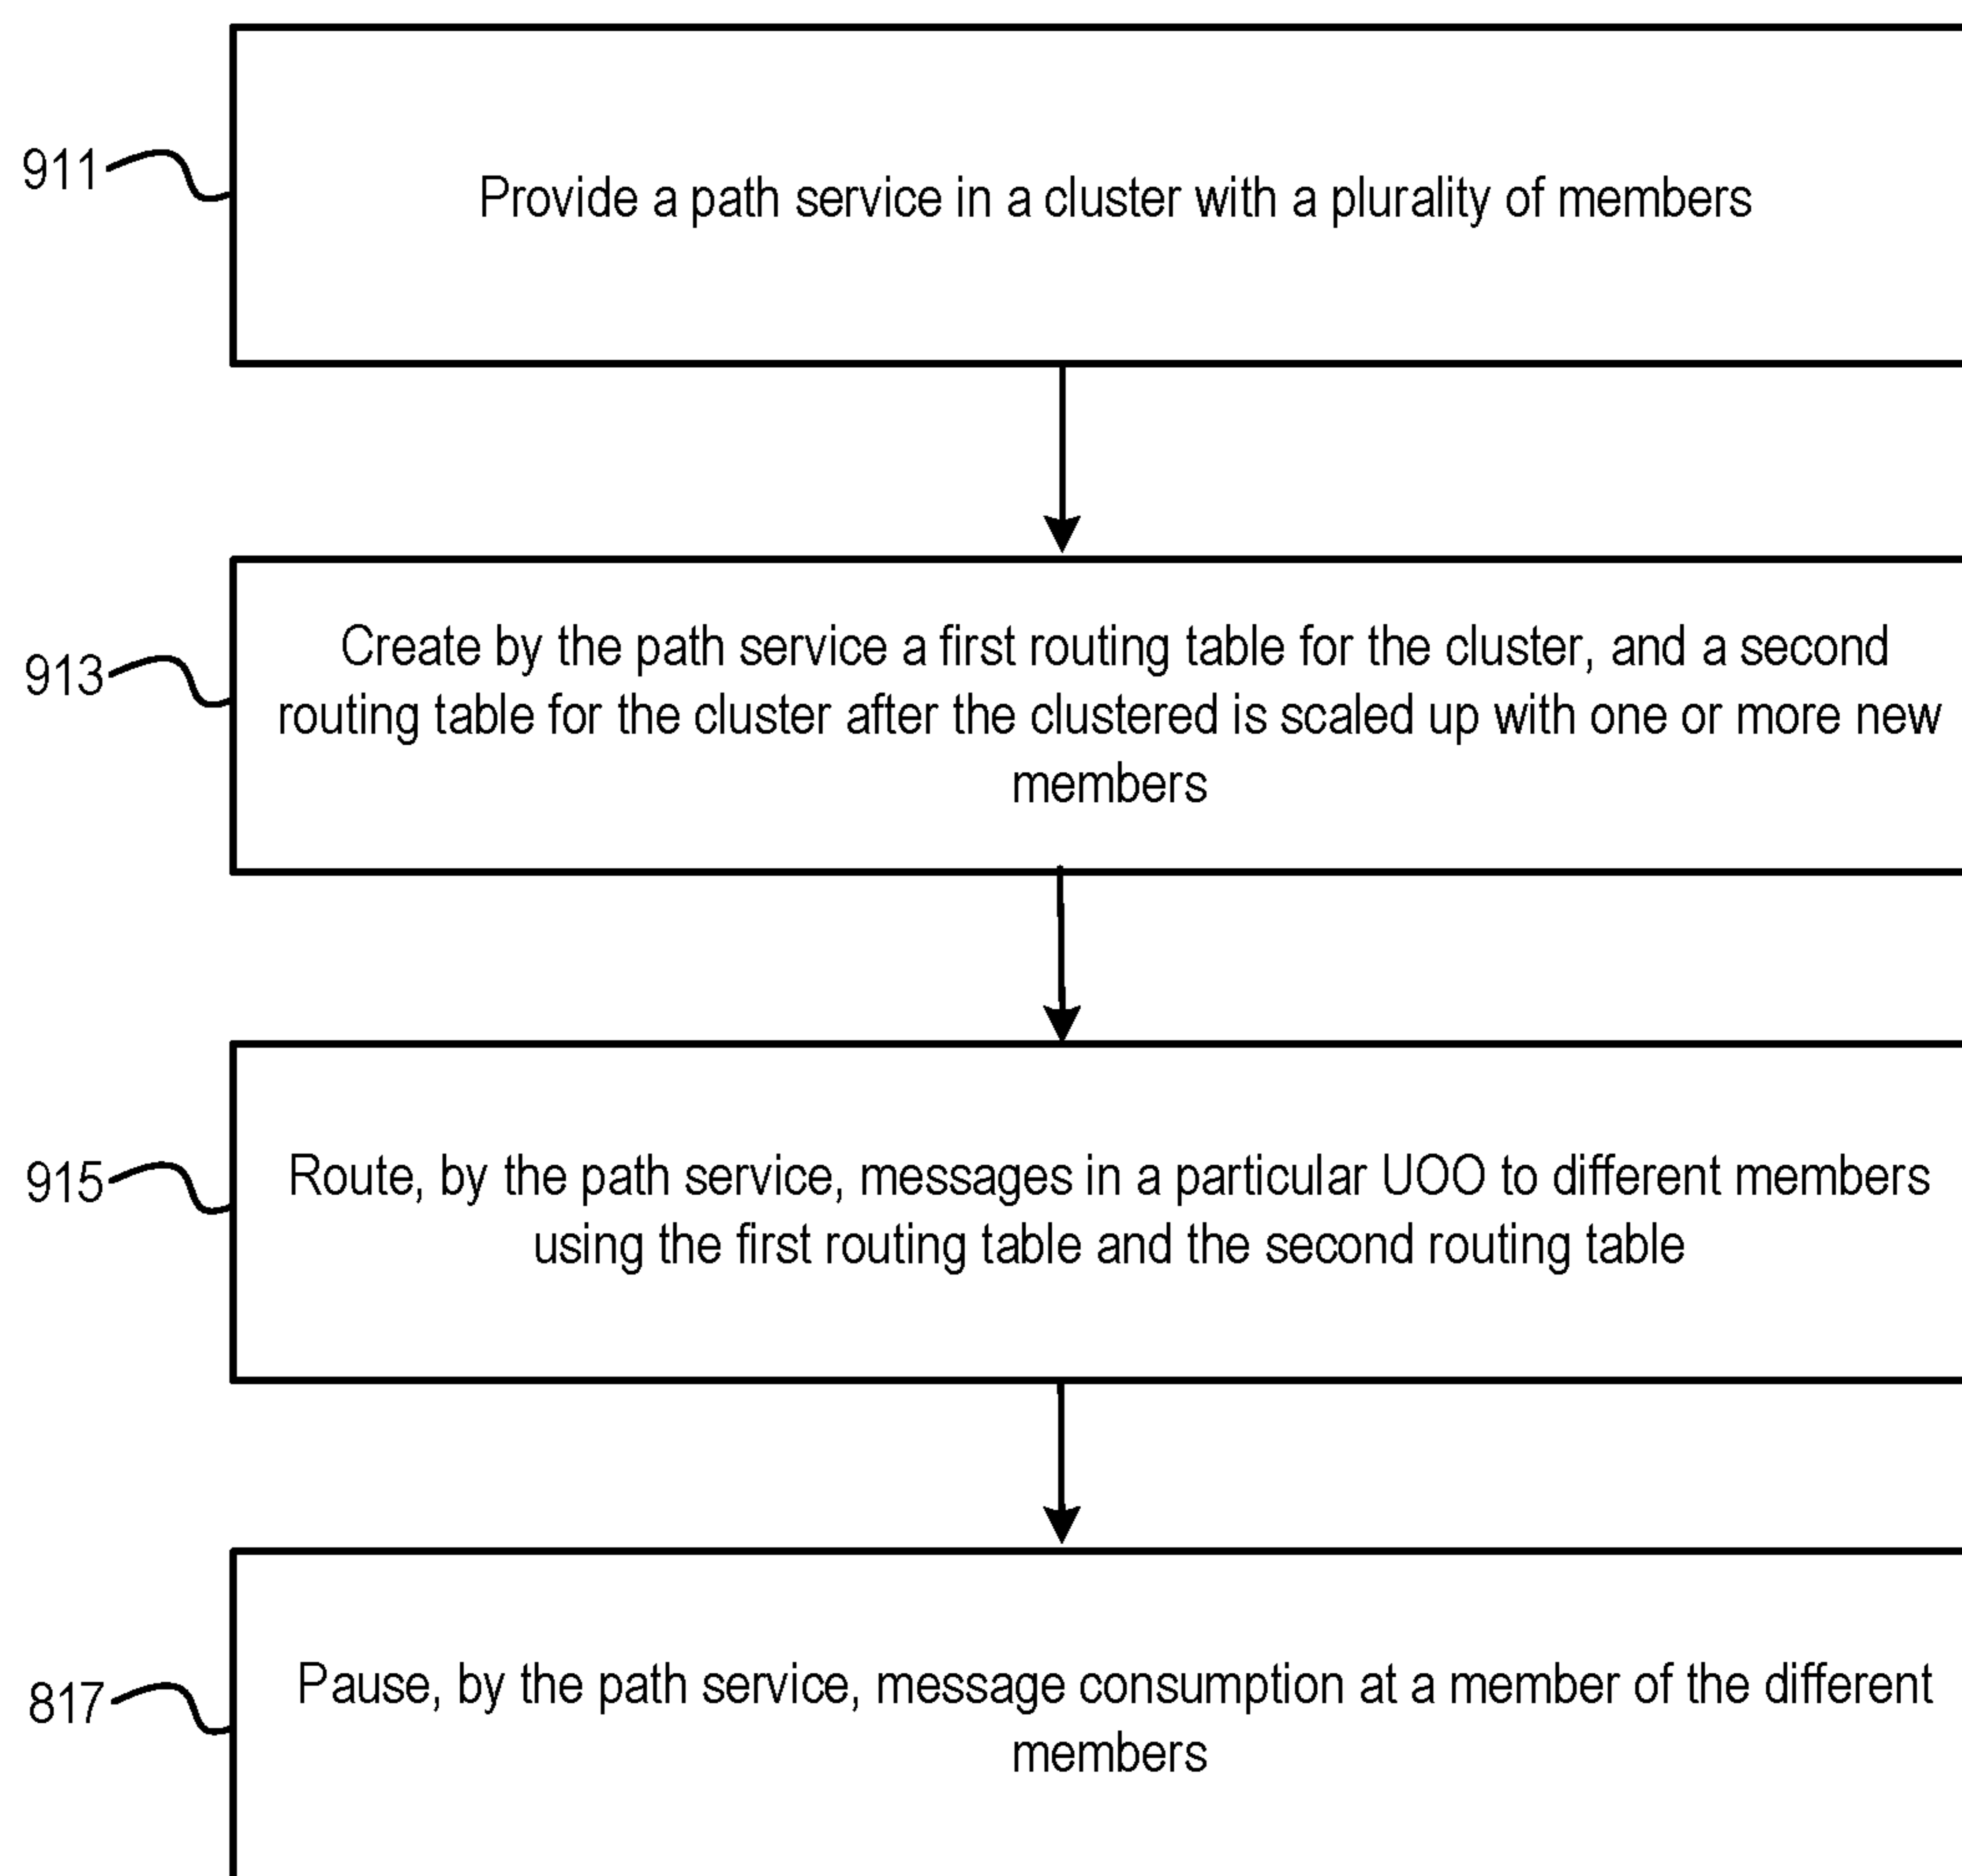 911
Provide a path service in a cluster with a plurality of members
913
Create by the path service a first routing table for the cluster, and a second
routing table for the cluster after the clustered is scaled up with one or more new
members
915
Route, by the path service, messages in a particular UOO to different members
using the first routing table and the second routing table
817
Pause, by the path service, message consumption at a member of the different
members